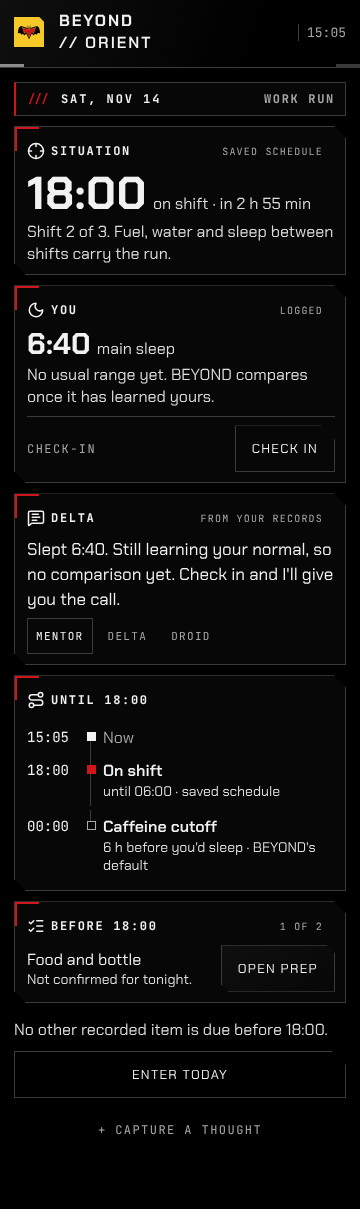 BEYOND
// ORIENT
15:05
/// SAT, NOV 14
WORK RUN
SITUATION
SAVED SCHEDULE
18:00 on shift · in 2 h 55 min
Shift 2 of 3. Fuel, water and sleep between
shifts carry the run.
YOU
LOGGED
6:40 main sleep
No usual range yet. BEYOND compares
once it has learned yours.
CHECK-IN
CHECK IN
DELTA
FROM YOUR RECORDS
Slept 6:40. Still learning your normal, so
no comparison yet. Check in and I'll give
you the call.
MENTOR
DELTA
DROID
UNTIL 18:00
15:05 Now
18:00 On shift
until 06:00 · saved schedule
00:00 Caffeine cutoff
6 h before you'd sleep · BEYOND's
default
BEFORE 18:00
1 OF 2
Food and bottle
Not confirmed for tonight.
OPEN PREP
No other recorded item is due before 18:00.
ENTER TODAY
+ CAPTURE A THOUGHT